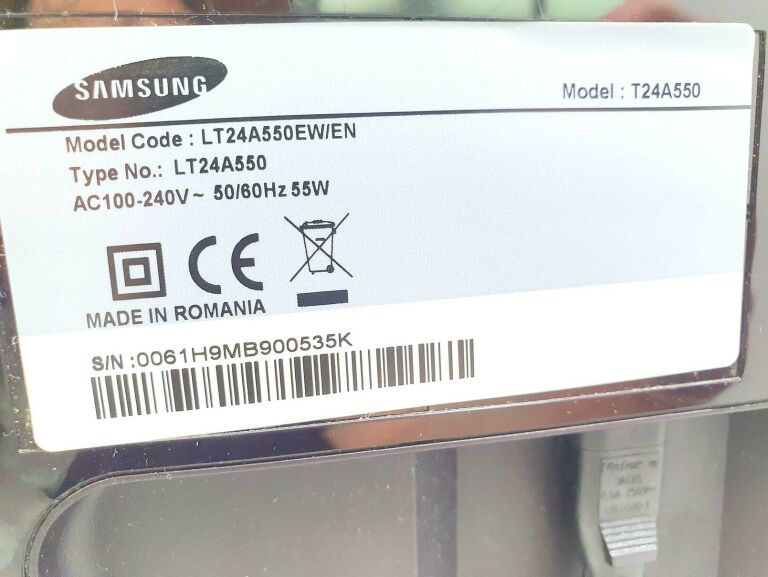 SAMSUNG
Model : T24A550
Model Code : LT24A550EW/EN
Type No.: LT24A550
AC100-240V~ 50/60Hz 55W
CE
MADE IN ROMANIA
S/N :0061H9MB900535K